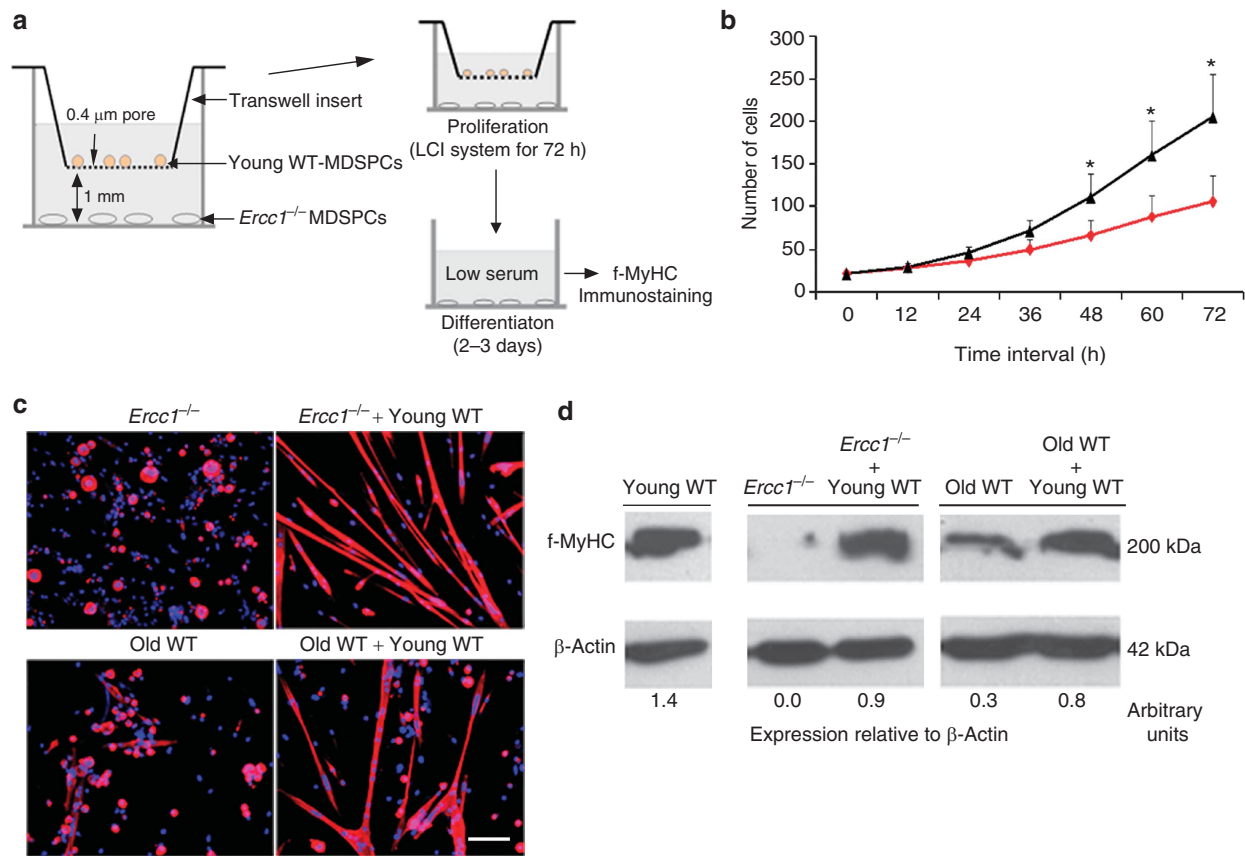 a
Transwell insert
0.4 μm pore
Young WT-MDSPCs
1 mm
Ercc1–/– MDSPCs
Proliferation
(LCI system for 72 h)
Low serum
f-MyHC
Immunostaining
Differentiaton
(2–3 days)
b
Number of cells
300
250
200
150
100
50
0
*
*
*
0 12 24 36 48 60 72
Time interval (h)
c
Ercc1–/–
Ercc1–/– + Young WT
Old WT
Old WT + Young WT
d
Young WT
Ercc1–/–
Ercc1–/–
+
Young WT
Old WT
Old WT
+
Young WT
f-MyHC
200 kDa
β-Actin
42 kDa
1.4 0.0 0.9 0.3 0.8
Arbitrary
units
Expression relative to β-Actin